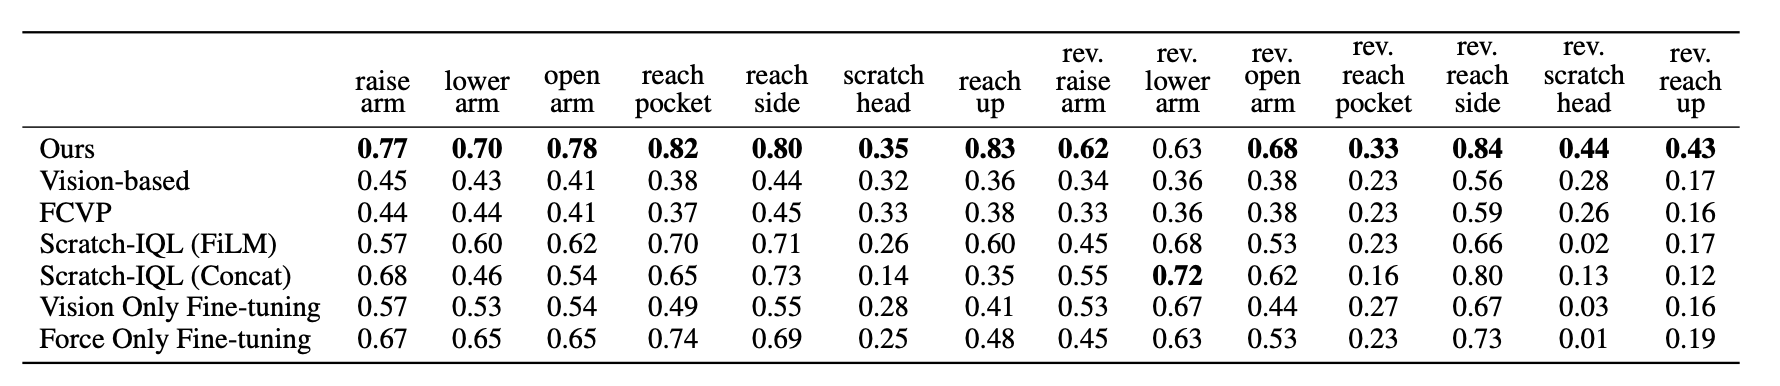 raise arm lower arm open arm reach pocket reach side scratch head reach up rev. raise arm rev. lower arm rev. open arm rev. reach pocket rev. reach side rev. scratch head rev. reach up
Ours 0.77 0.70 0.78 0.82 0.80 0.35 0.83 0.62 0.63 0.68 0.33 0.84 0.44 0.43
Vision-based 0.45 0.43 0.41 0.38 0.44 0.32 0.36 0.34 0.36 0.38 0.23 0.56 0.28 0.17
FCVP 0.44 0.44 0.41 0.37 0.45 0.33 0.38 0.33 0.36 0.38 0.23 0.59 0.26 0.16
Scratch-IQL (FiLM) 0.57 0.60 0.62 0.70 0.71 0.26 0.60 0.45 0.68 0.53 0.23 0.66 0.02 0.17
Scratch-IQL (Concat) 0.68 0.46 0.54 0.65 0.73 0.14 0.35 0.55 0.72 0.62 0.16 0.80 0.13 0.12
Vision Only Fine-tuning 0.57 0.53 0.54 0.49 0.55 0.28 0.41 0.53 0.67 0.44 0.27 0.67 0.03 0.16
Force Only Fine-tuning 0.67 0.65 0.65 0.74 0.69 0.25 0.48 0.45 0.63 0.53 0.23 0.73 0.01 0.19